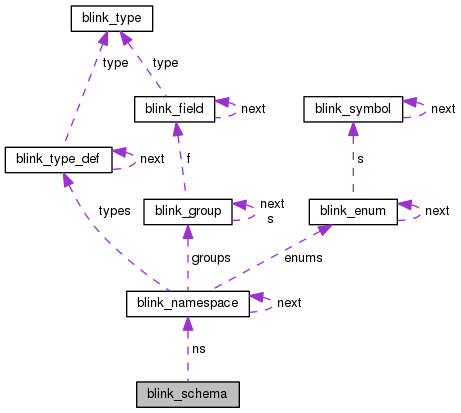 blink_type
type
type
blink_field
next
blink_symbol
next
blink_type_def
next
f
s
types
blink_group
next
s
blink_enum
next
groups
enums
blink_namespace
next
ns
blink_schema